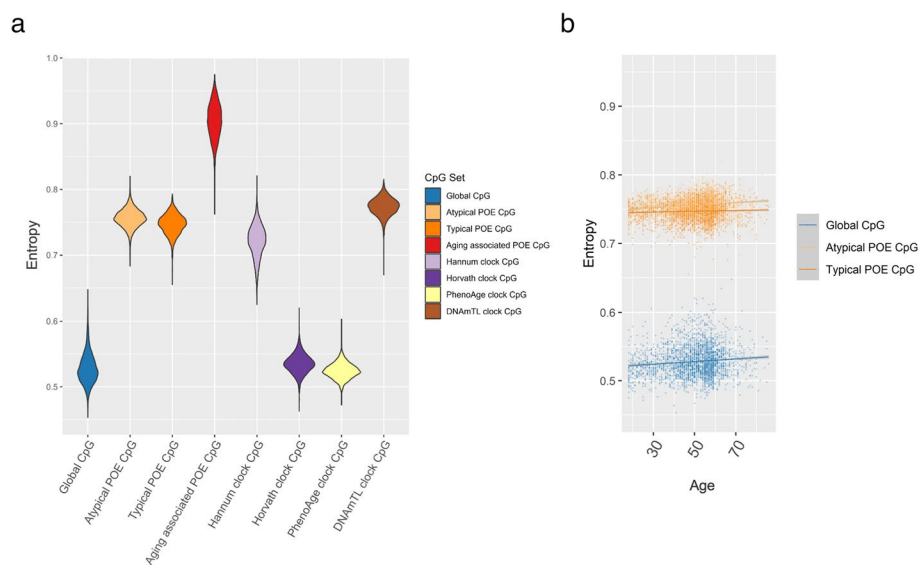 a
1.0
0.9
0.8
0.7
0.6
0.5
Entropy
Global CpG
Atypical POE CpG
Typical POE CpG
Aging associated POE CpG
Hannum clock CpG
Horvath clock CpG
PhenoAge clock CpG
DNAmTL clock CpG
CpG Set
Global CpG
Atypical POE CpG
Typical POE CpG
Aging associated POE CpG
Hannum clock CpG
Horvath clock CpG
PhenoAge clock CpG
DNAmTL clock CpG
b
0.9
0.8
0.7
0.6
0.5
Entropy
30
50
70
Age
Global CpG
Atypical POE CpG
Typical POE CpG